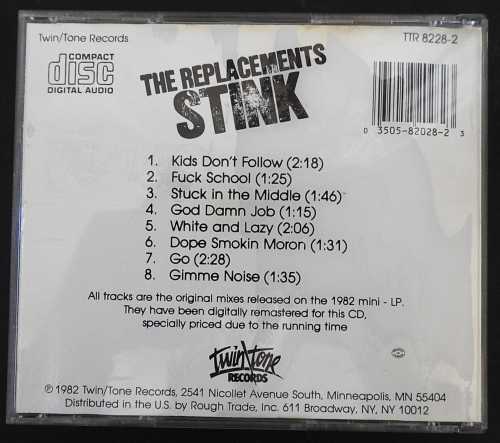 Twin/Tone Records
TTR 8228-2
COMPACT
disc
DIGITAL AUDIO
THE REPLACEMENTS
STINK
0 3505-82028-2 3
1. Kids Don't Follow (2:18)
2. Fuck School (1:25)
3. Stuck in the Middle (1:46)
4. God Damn Job (1:15)
5. White and Lazy (2:06)
6. Dope Smokin Moron (1:31)
7. Go (2:28)
8. Gimme Noise (1:35)
All tracks are the original mixes released on the 1982 mini - LP.
They have been digitally remastered for this CD,
specially priced due to the running time
Twin/Tone
RECORDS
℗ 1982 Twin/Tone Records, 2541 Nicollet Avenue South, Minneapolis, MN 55404
Distributed in the U.S. by Rough Trade, Inc. 611 Broadway, NY, NY 10012